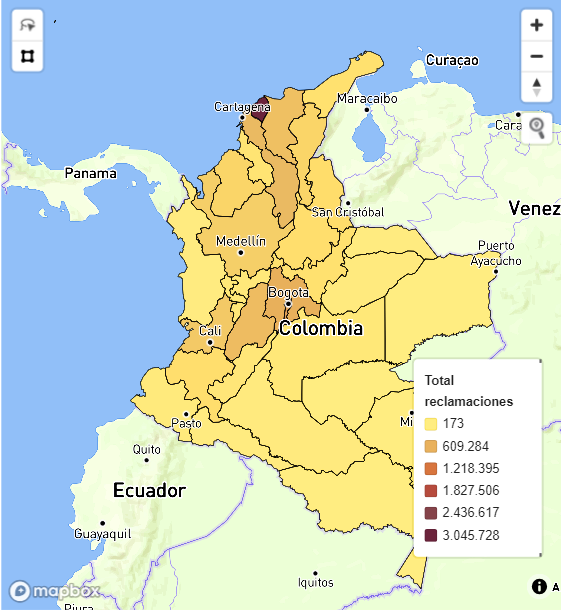 Curaçao
Maracaibo
Cartagena
Cara
Panama
San Cristóbal
Venez
Medellín
Puerto
Ayacucho
Bogotá
Colombia
Cali
Total
reclamaciones
173
609.284
1.218.395
1.827.506
2.436.617
3.045.728
Mi
Pasto
Quito
Ecuador
Guayaquil
Iquitos
mapbox
Piura
A